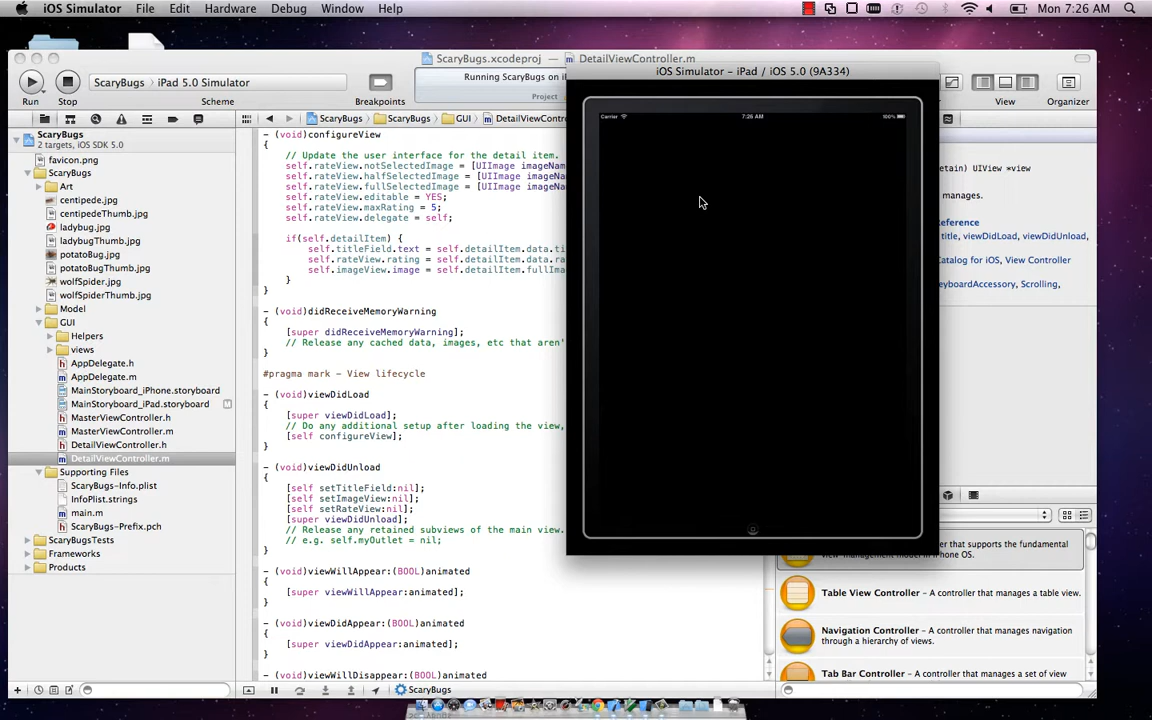 iOS Simulator File Edit Hardware Debug Window Help Mon 7:26 AM
ScaryBugs.xcodeproj — DetailViewController.m
iOS Simulator - iPad / iOS 5.0 (9A334)
ScaryBugs iPad 5.0 Simulator
Running ScaryBugs on i
Project
Run Stop Scheme Breakpoints View Organizer
ScaryBugs
2 targets, iOS SDK 5.0
favicon.png
ScaryBugs
Art
centipede.jpg
centipedeThumb.jpg
ladybug.jpg
ladybugThumb.jpg
potatoBug.jpg
potatoBugThumb.jpg
wolfSpider.jpg
wolfSpiderThumb.jpg
Model
GUI
Helpers
views
AppDelegate.h
AppDelegate.m
MainStoryboard_iPhone.storyboard
MainStoryboard_iPad.storyboard
MasterViewController.h
MasterViewController.m
DetailViewController.h
DetailViewController.m
Supporting Files
ScaryBugs-Info.plist
InfoPlist.strings
main.m
ScaryBugs-Prefix.pch
ScaryBugsTests
Frameworks
Products
ScaryBugs ScaryBugs GUI DetailViewContro
- (void)configureView
{
// Update the user interface for the detail item.
self.rateView.notSelectedImage = [UIImage imageNam
self.rateView.halfSelectedImage = [UIImage imageNa
self.rateView.fullSelectedImage = [UIImage imageNa
self.rateView.editable = YES;
self.rateView.maxRating = 5;
self.rateView.delegate = self;
if(self.detailItem) {
self.titleField.text = self.detailItem.data.ti
self.rateView.rating = self.detailItem.data.ra
self.imageView.image = self.detailItem.fullIma
}
}
- (void)didReceiveMemoryWarning
{
[super didReceiveMemoryWarning];
// Release any cached data, images, etc that aren'
}
#pragma mark - View lifecycle
- (void)viewDidLoad
{
[super viewDidLoad];
// Do any additional setup after loading the view,
[self configureView];
}
- (void)viewDidUnload
{
[self setTitleField:nil];
[self setImageView:nil];
[self setRateView:nil];
[super viewDidUnload];
// Release any retained subviews of the main view.
// e.g. self.myOutlet = nil;
}
- (void)viewWillAppear:(BOOL)animated
{
[super viewWillAppear:animated];
}
- (void)viewDidAppear:(BOOL)animated
{
[super viewDidAppear:animated];
}
- (void)viewWillDisappear:(BOOL)animated
ScaryBugs
Carrier 7:26 AM 100%
etain) UIView *view
manages.
eference
title, viewDidLoad, viewDidUnload,
Catalog for iOS, View Controller
eyboardAccessory, Scrolling,
er that supports the fundamental
view-management model in iPhone OS.
Table View Controller – A controller that manages a table view.
Navigation Controller – A controller that manages navigation
through a hierarchy of views.
Tab Bar Controller – A controller that manages a set of view